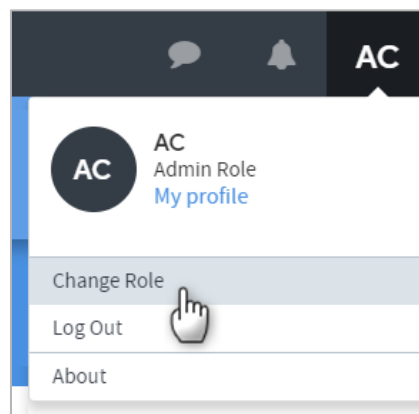 AC
AC
AC
Admin Role
My profile
Change Role
Log Out
About